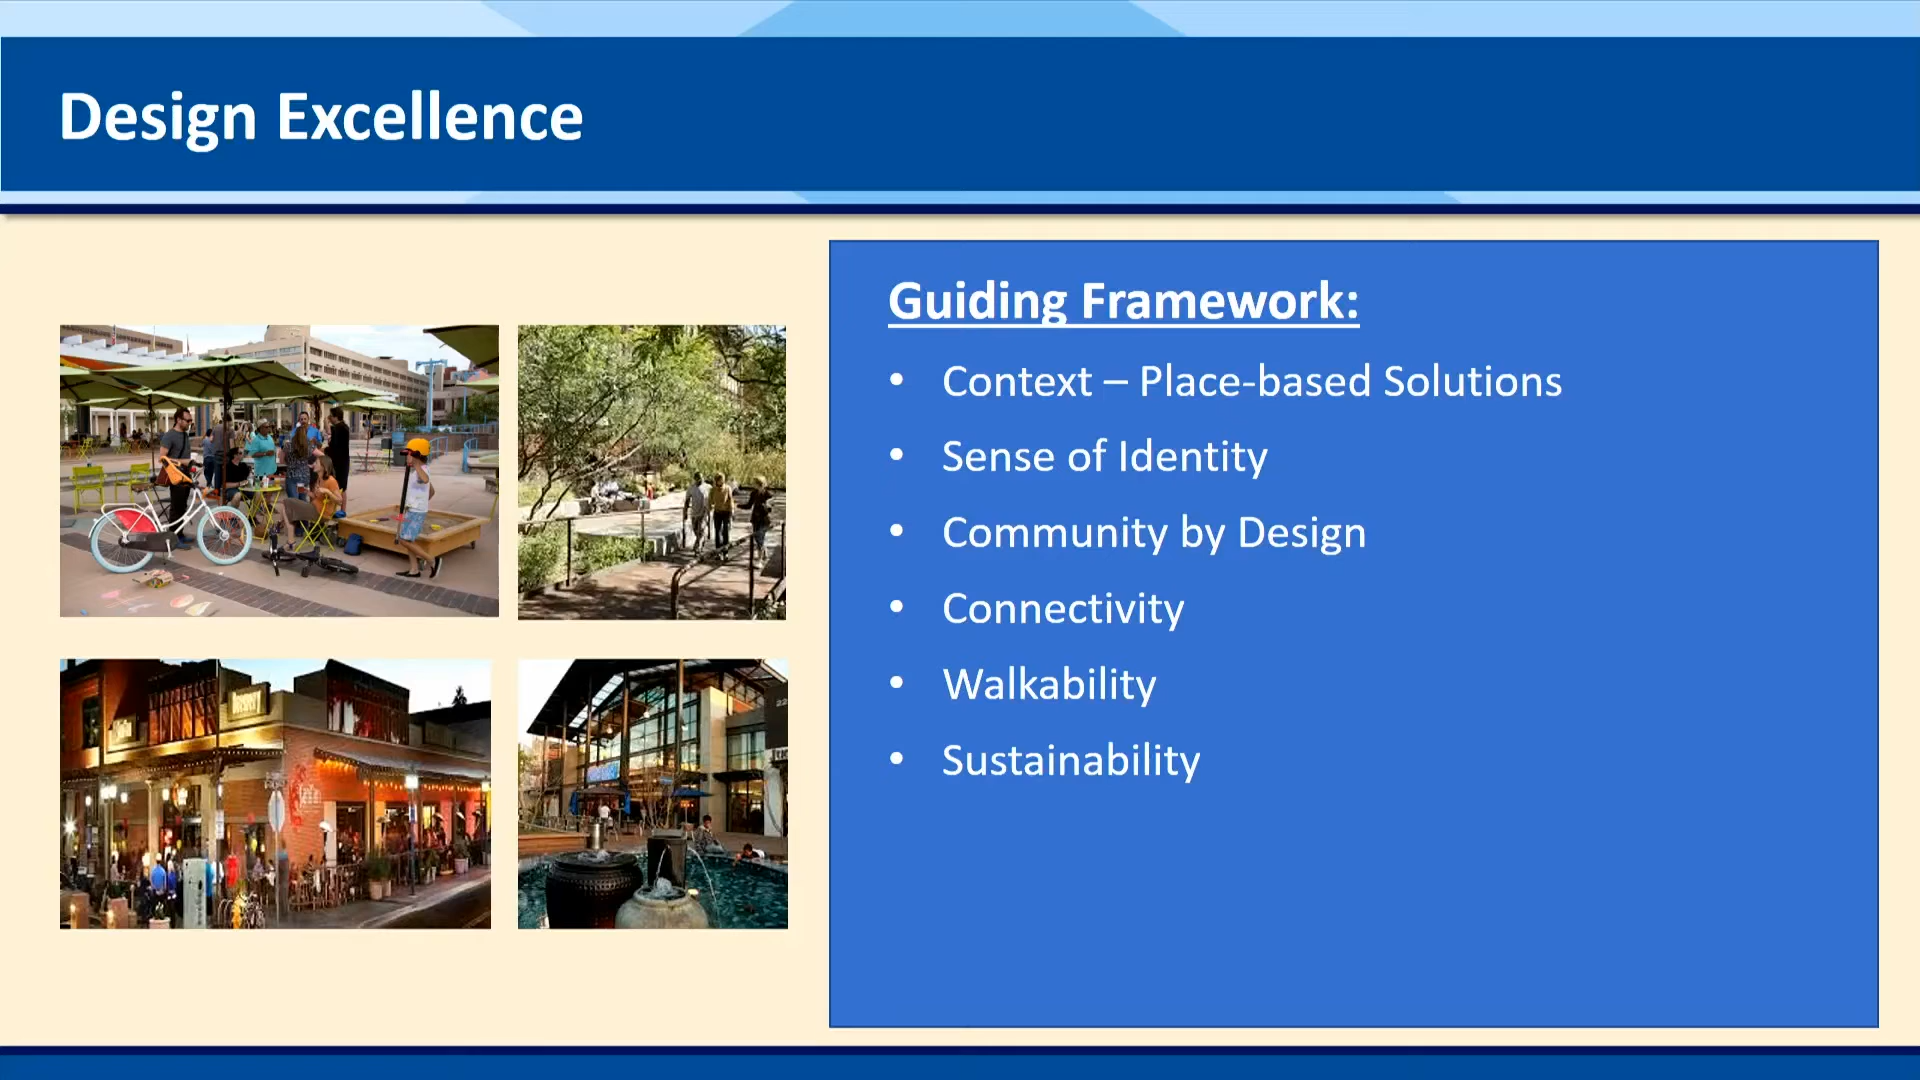 Design Excellence
Guiding Framework:
• Context – Place-based Solutions
• Sense of Identity
• Community by Design
• Connectivity
• Walkability
• Sustainability